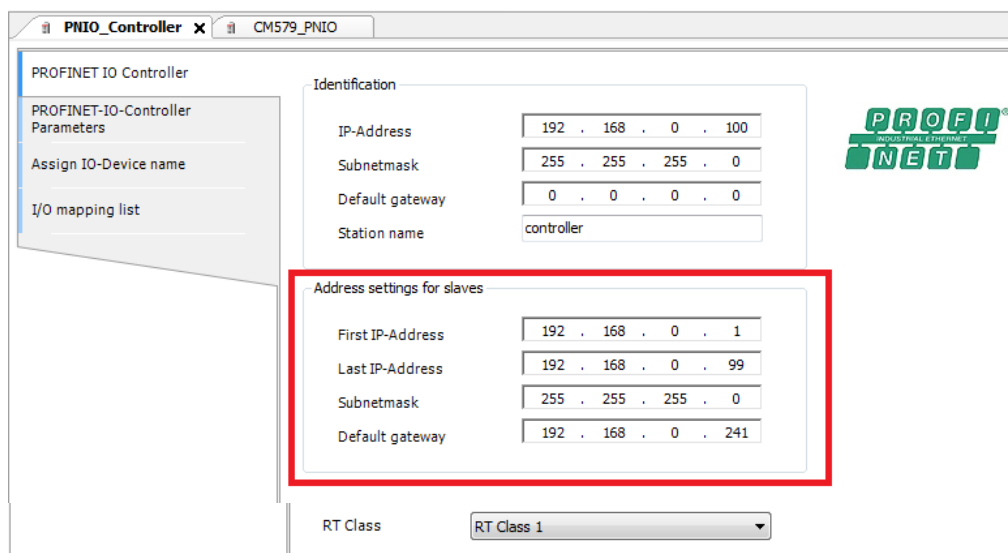 PNIO_Controller
CM579_PNIO
PROFINET IO Controller
PROFINET-IO-Controller
Parameters
Assign IO-Device name
I/O mapping list
Identification
IP-Address 192 . 168 . 0 . 100
Subnetmask 255 . 255 . 255 . 0
Default gateway 0 . 0 . 0 . 0
Station name controller
PROFI®
INDUSTRIAL ETHERNET
NET
Address settings for slaves
First IP-Address 192 . 168 . 0 . 1
Last IP-Address 192 . 168 . 0 . 99
Subnetmask 255 . 255 . 255 . 0
Default gateway 192 . 168 . 0 . 241
RT Class RT Class 1